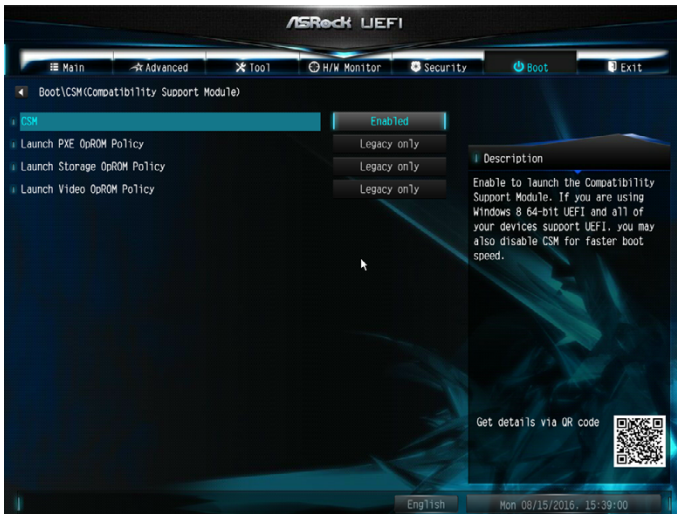 ASRock UEFI
Main Advanced Tool H/W Monitor Security Boot Exit
Boot\CSM(Compatibility Support Module)
CSM Enabled
Launch PXE OpROM Policy Legacy only
Launch Storage OpROM Policy Legacy only
Launch Video OpROM Policy Legacy only
Description
Enable to launch the Compatibility
Support Module. If you are using
Windows 8 64-bit UEFI and all of
your devices support UEFI. you may
also disable CSM for faster boot
speed.
Get details via QR code
English Mon 08/15/2016. 15:39:00